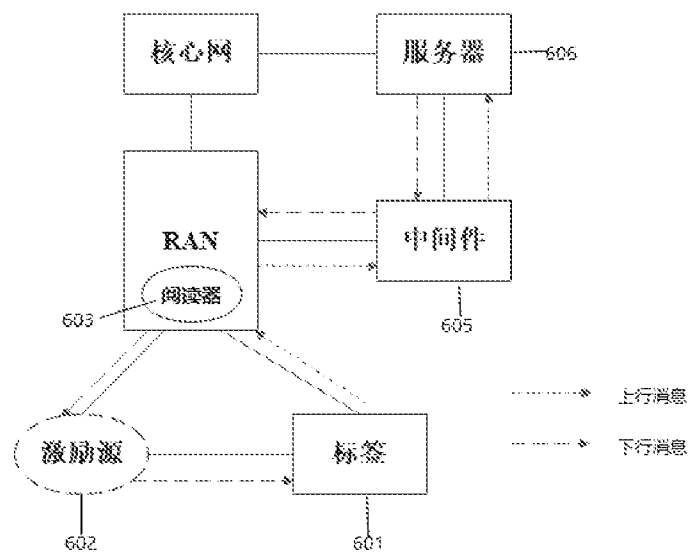 核心网
服务器
606
RAN
阅读器
603
中间件
605
激励源
602
标签
601
上行消息
下行消息